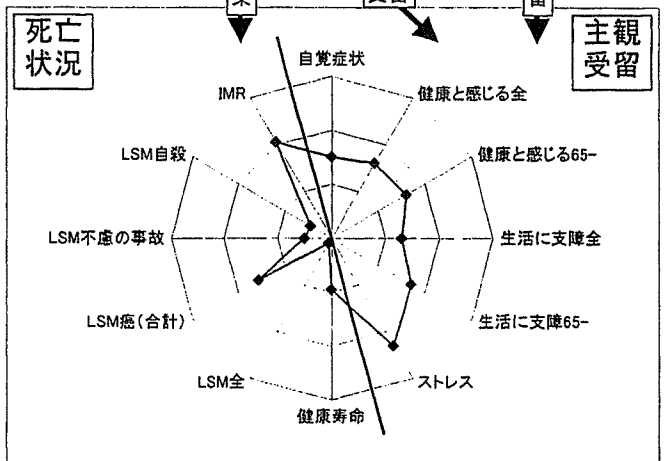 死亡
状況
主観
受留
自覚症状
IMR
健康と感じる全
LSM自殺
健康と感じる65-
LSM不慮の事故
生活に支障全
LSM癌(合計)
生活に支障65-
LSM全
ストレス
健康寿命